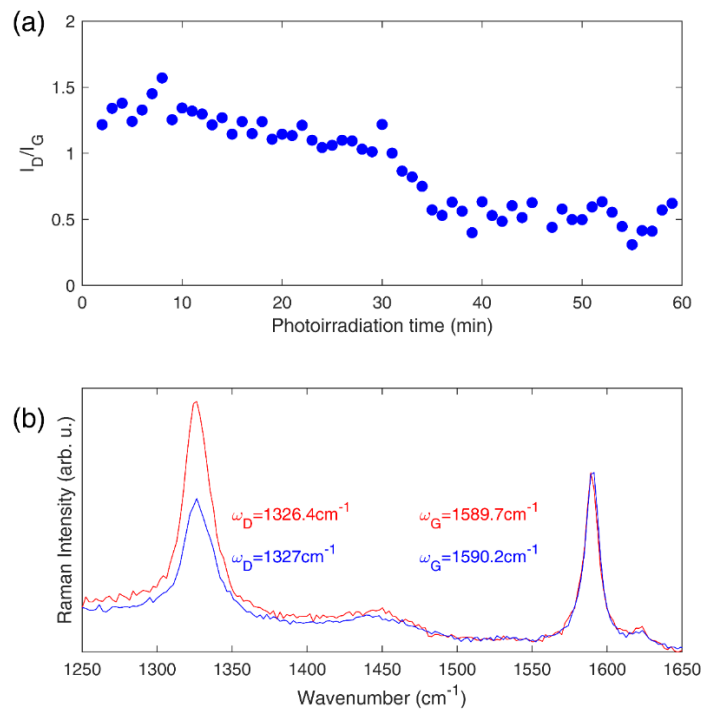 (a)
2
1.5
1
0.5
0
I_D/I_G
0 10 20 30 40 50 60
Photoirradiation time (min)
(b)
Raman Intensity (arb. u.)
ω_D=1326.4cm⁻¹ ω_G=1589.7cm⁻¹
ω_D=1327cm⁻¹ ω_G=1590.2cm⁻¹
1250 1300 1350 1400 1450 1500 1550 1600 1650
Wavenumber (cm⁻¹)